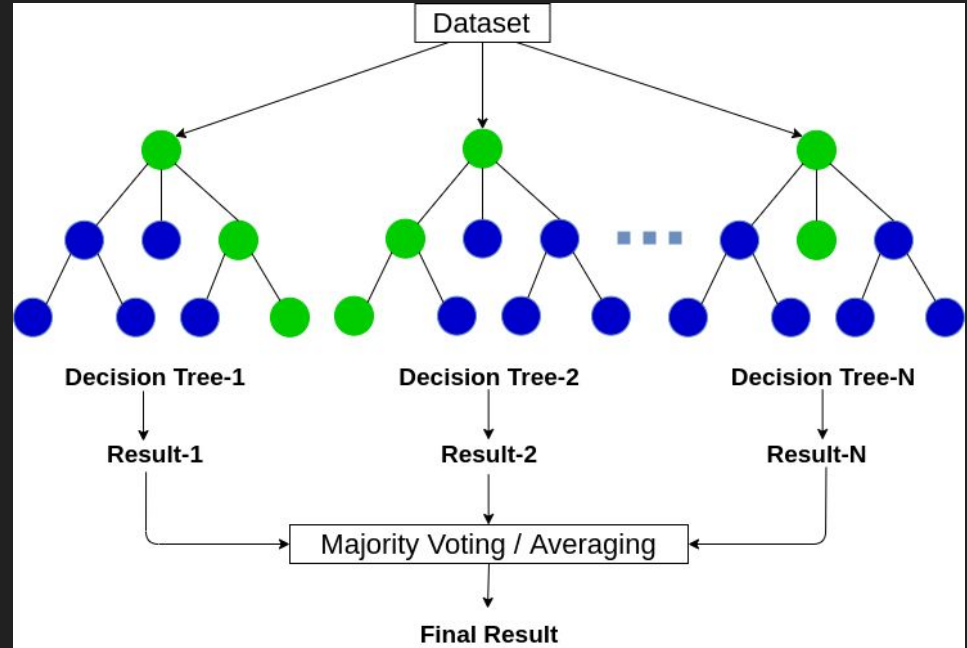 Dataset
Decision Tree-1
Decision Tree-2
Decision Tree-N
Result-1
Result-2
Result-N
Majority Voting / Averaging
Final Result